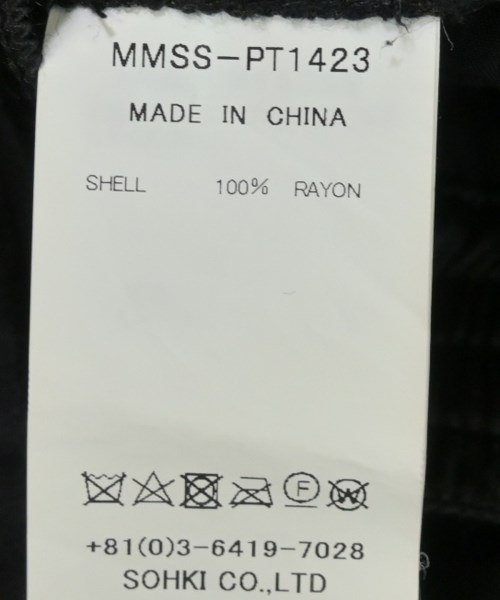 MMSS-PT1423
MADE IN CHINA
SHELL 100% RAYON
F W
+81(0)3-6419-7028
SOHKI CO.,LTD